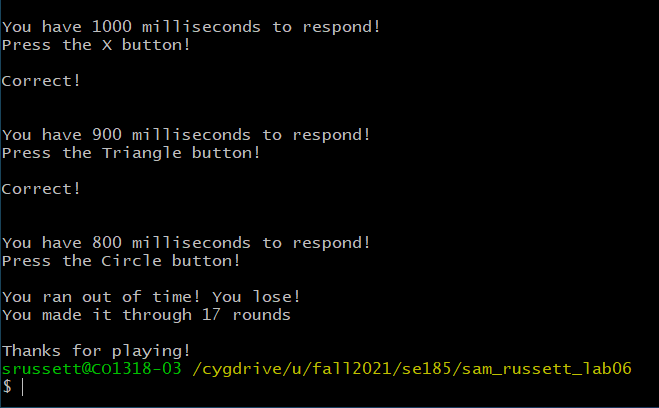 You have 1000 milliseconds to respond!
Press the X button!
Correct!
You have 900 milliseconds to respond!
Press the Triangle button!
Correct!
You have 800 milliseconds to respond!
Press the Circle button!
You ran out of time! You lose!
You made it through 17 rounds
Thanks for playing!
srussett@CO1318-03 /cygdrive/u/fall2021/se185/sam_russett_lab06
$